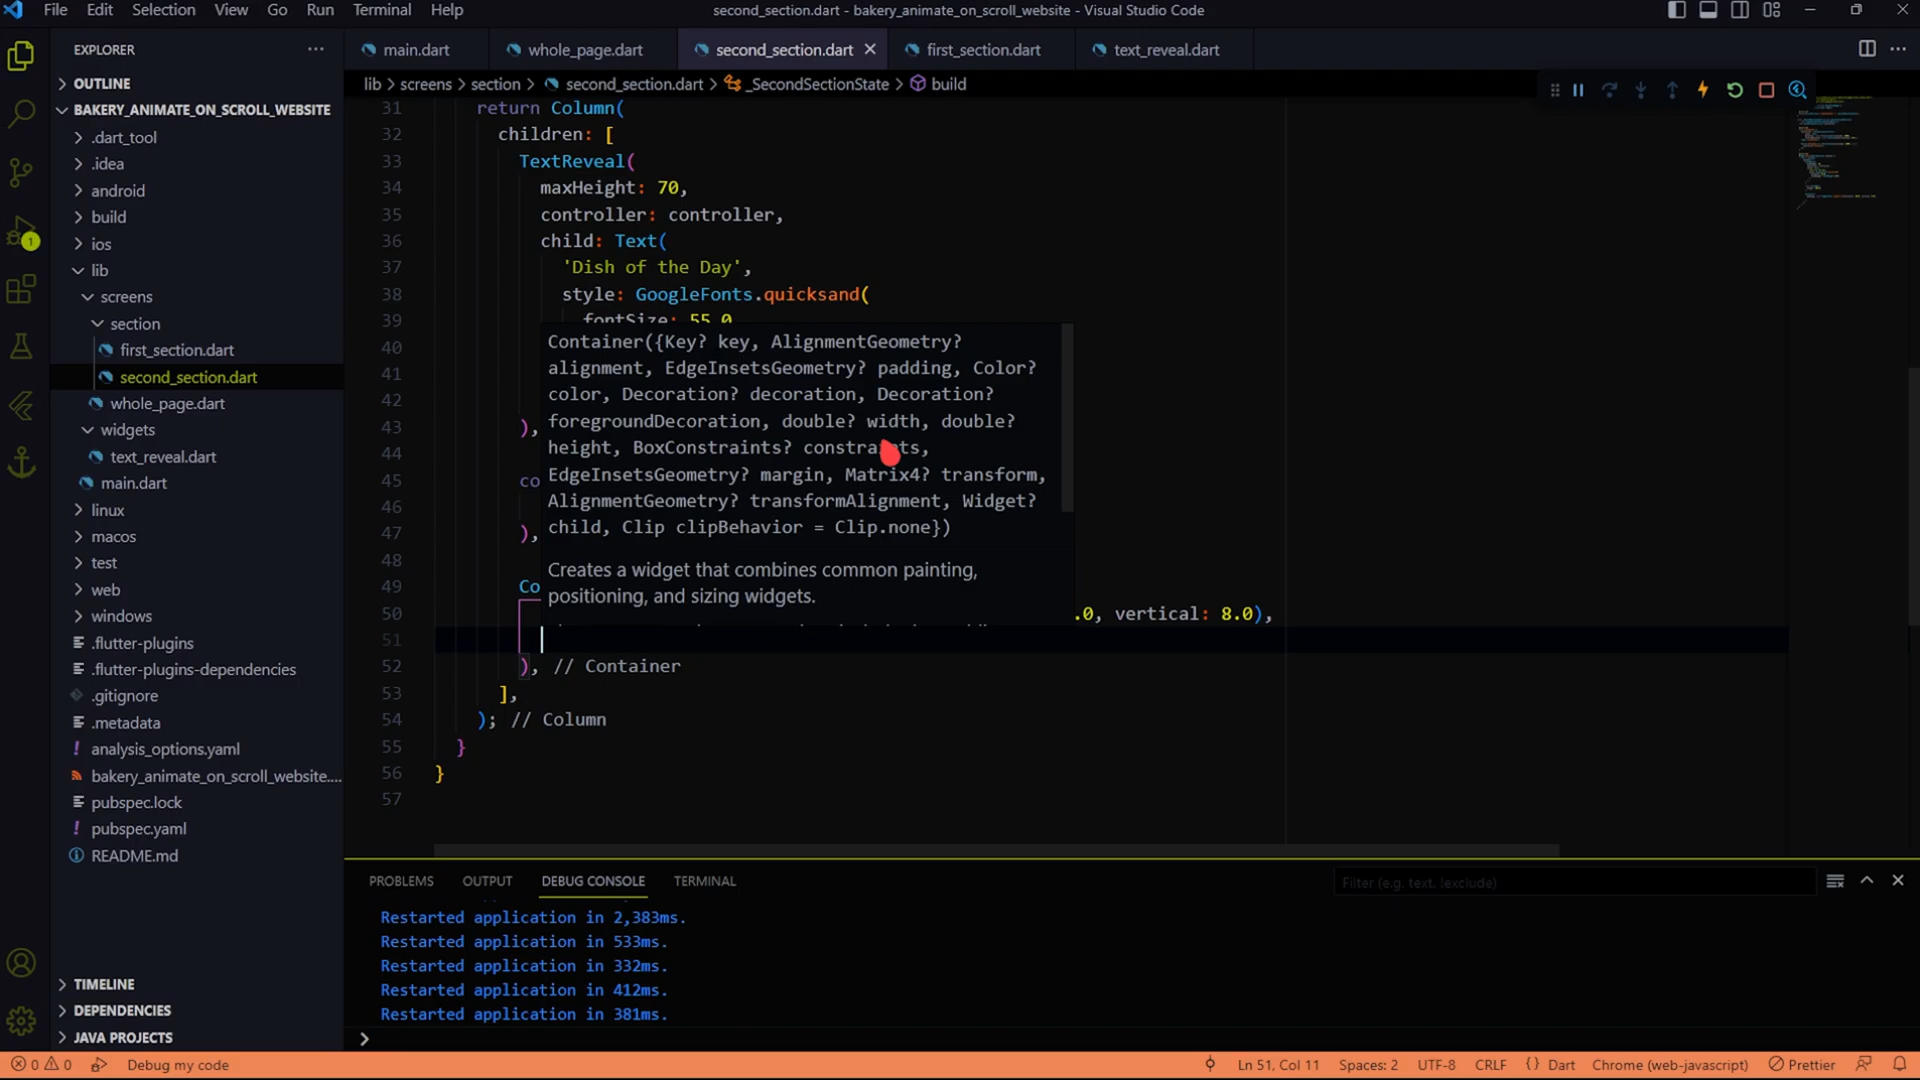 File Edit Selection View Go Run Terminal Help
second_section.dart - bakery_animate_on_scroll_website - Visual Studio Code
EXPLORER
main.dart
whole_page.dart
second_section.dart
first_section.dart
text_reveal.dart
OUTLINE
lib > screens > section > second_section.dart > _SecondSectionState > build
BAKERY_ANIMATE_ON_SCROLL_WEBSITE
.dart_tool
.idea
android
build
ios
lib
screens
section
first_section.dart
second_section.dart
whole_page.dart
widgets
text_reveal.dart
main.dart
linux
macos
test
web
windows
.flutter-plugins
.flutter-plugins-dependencies
.gitignore
.metadata
analysis_options.yaml
bakery_animate_on_scroll_website....
pubspec.lock
pubspec.yaml
README.md
TIMELINE
DEPENDENCIES
JAVA PROJECTS
31 return Column(
32 children: [
33 TextReveal(
34 maxHeight: 70,
35 controller: controller,
36 child: Text(
37 'Dish of the Day',
38 style: GoogleFonts.quicksand(
39 fontSize: 55.0
40
41
42
43 ),
44
45 co
46
47 ),
48
49 Co
50 .0, vertical: 8.0),
51
52 ), // Container
53 ],
54 ); // Column
55 }
56 }
57
Container({Key? key, AlignmentGeometry?
alignment, EdgeInsetsGeometry? padding, Color?
color, Decoration? decoration, Decoration?
foregroundDecoration, double? width, double?
height, BoxConstraints? constraints,
EdgeInsetsGeometry? margin, Matrix4? transform,
AlignmentGeometry? transformAlignment, Widget?
child, Clip clipBehavior = Clip.none})
Creates a widget that combines common painting,
positioning, and sizing widgets.
PROBLEMS OUTPUT DEBUG CONSOLE TERMINAL
Filter (e.g. text, !exclude)
Restarted application in 2,383ms.
Restarted application in 533ms.
Restarted application in 332ms.
Restarted application in 412ms.
Restarted application in 381ms.
>
0 0 Debug my code
Ln 51, Col 11 Spaces: 2 UTF-8 CRLF {} Dart Chrome (web-javascript) Prettier
1